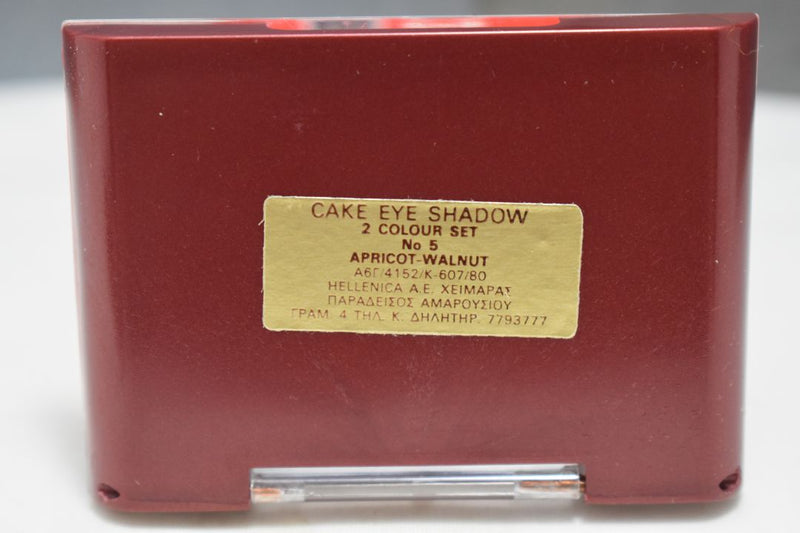 CAKE EYE SHADOW
2 COLOUR SET
No 5
APRICOT-WALNUT
Α6Γ/4152/Κ-607/80
HELLENICA A.E. ΧΕΙΜΑΡΑΣ
ΠΑΡΑΔΕΙΣΟΣ ΑΜΑΡΟΥΣΙΟΥ
ΓΡΑΜ. 4 ΤΗΛ. Κ. ΔΗΛΗΤΗΡ. 7793777